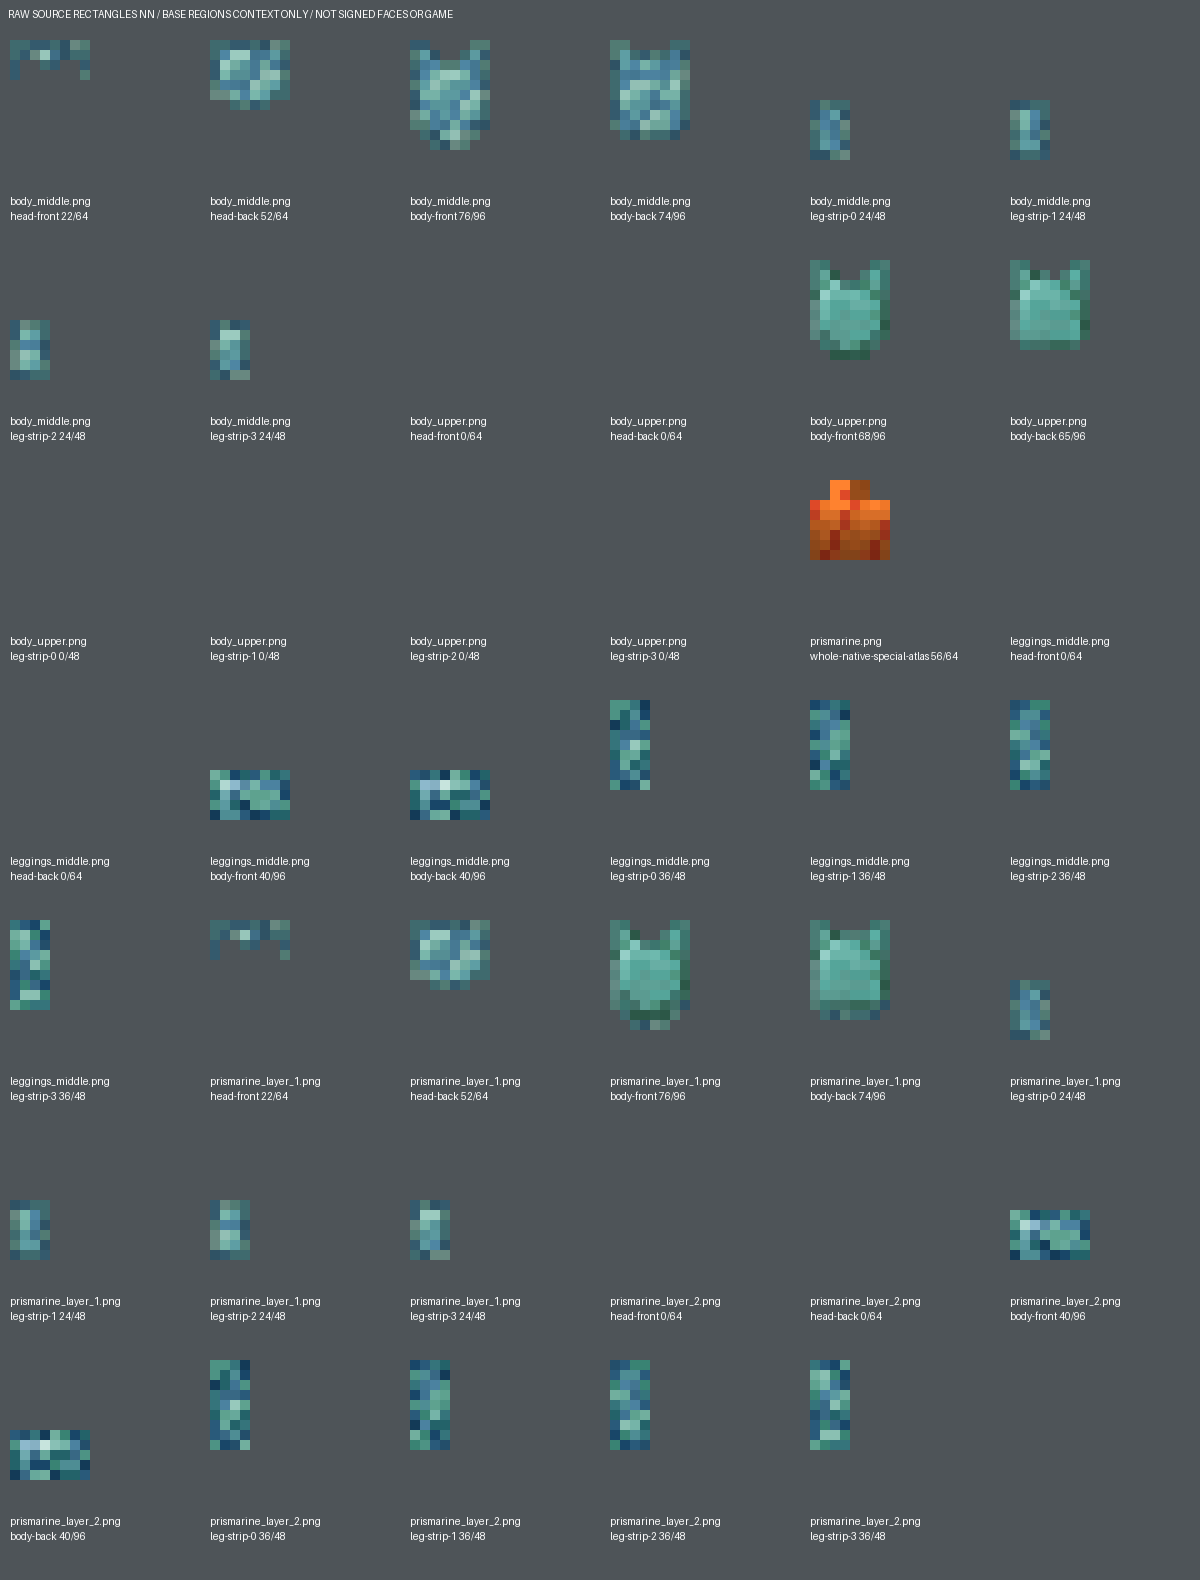 RAW SOURCE RECTANGLES NN / BASE REGIONS CONTEXT ONLY / NOT SIGNED FACES OR GAME
body_middle.png
head-front 22/64
body_middle.png
head-back 52/64
body_middle.png
body-front 76/96
body_middle.png
body-back 74/96
body_middle.png
leg-strip-0 24/48
body_middle.png
leg-strip-1 24/48
body_middle.png
leg-strip-2 24/48
body_middle.png
leg-strip-3 24/48
body_upper.png
head-front 0/64
body_upper.png
head-back 0/64
body_upper.png
body-front 68/96
body_upper.png
body-back 65/96
body_upper.png
leg-strip-0 0/48
body_upper.png
leg-strip-1 0/48
body_upper.png
leg-strip-2 0/48
body_upper.png
leg-strip-3 0/48
prismarine.png
whole-native-special-atlas 56/64
leggings_middle.png
head-front 0/64
leggings_middle.png
head-back 0/64
leggings_middle.png
body-front 40/96
leggings_middle.png
body-back 40/96
leggings_middle.png
leg-strip-0 36/48
leggings_middle.png
leg-strip-1 36/48
leggings_middle.png
leg-strip-2 36/48
leggings_middle.png
leg-strip-3 36/48
prismarine_layer_1.png
head-front 22/64
prismarine_layer_1.png
head-back 52/64
prismarine_layer_1.png
body-front 76/96
prismarine_layer_1.png
body-back 74/96
prismarine_layer_1.png
leg-strip-0 24/48
prismarine_layer_1.png
leg-strip-1 24/48
prismarine_layer_1.png
leg-strip-2 24/48
prismarine_layer_1.png
leg-strip-3 24/48
prismarine_layer_2.png
head-front 0/64
prismarine_layer_2.png
head-back 0/64
prismarine_layer_2.png
body-front 40/96
prismarine_layer_2.png
body-back 40/96
prismarine_layer_2.png
leg-strip-0 36/48
prismarine_layer_2.png
leg-strip-1 36/48
prismarine_layer_2.png
leg-strip-2 36/48
prismarine_layer_2.png
leg-strip-3 36/48